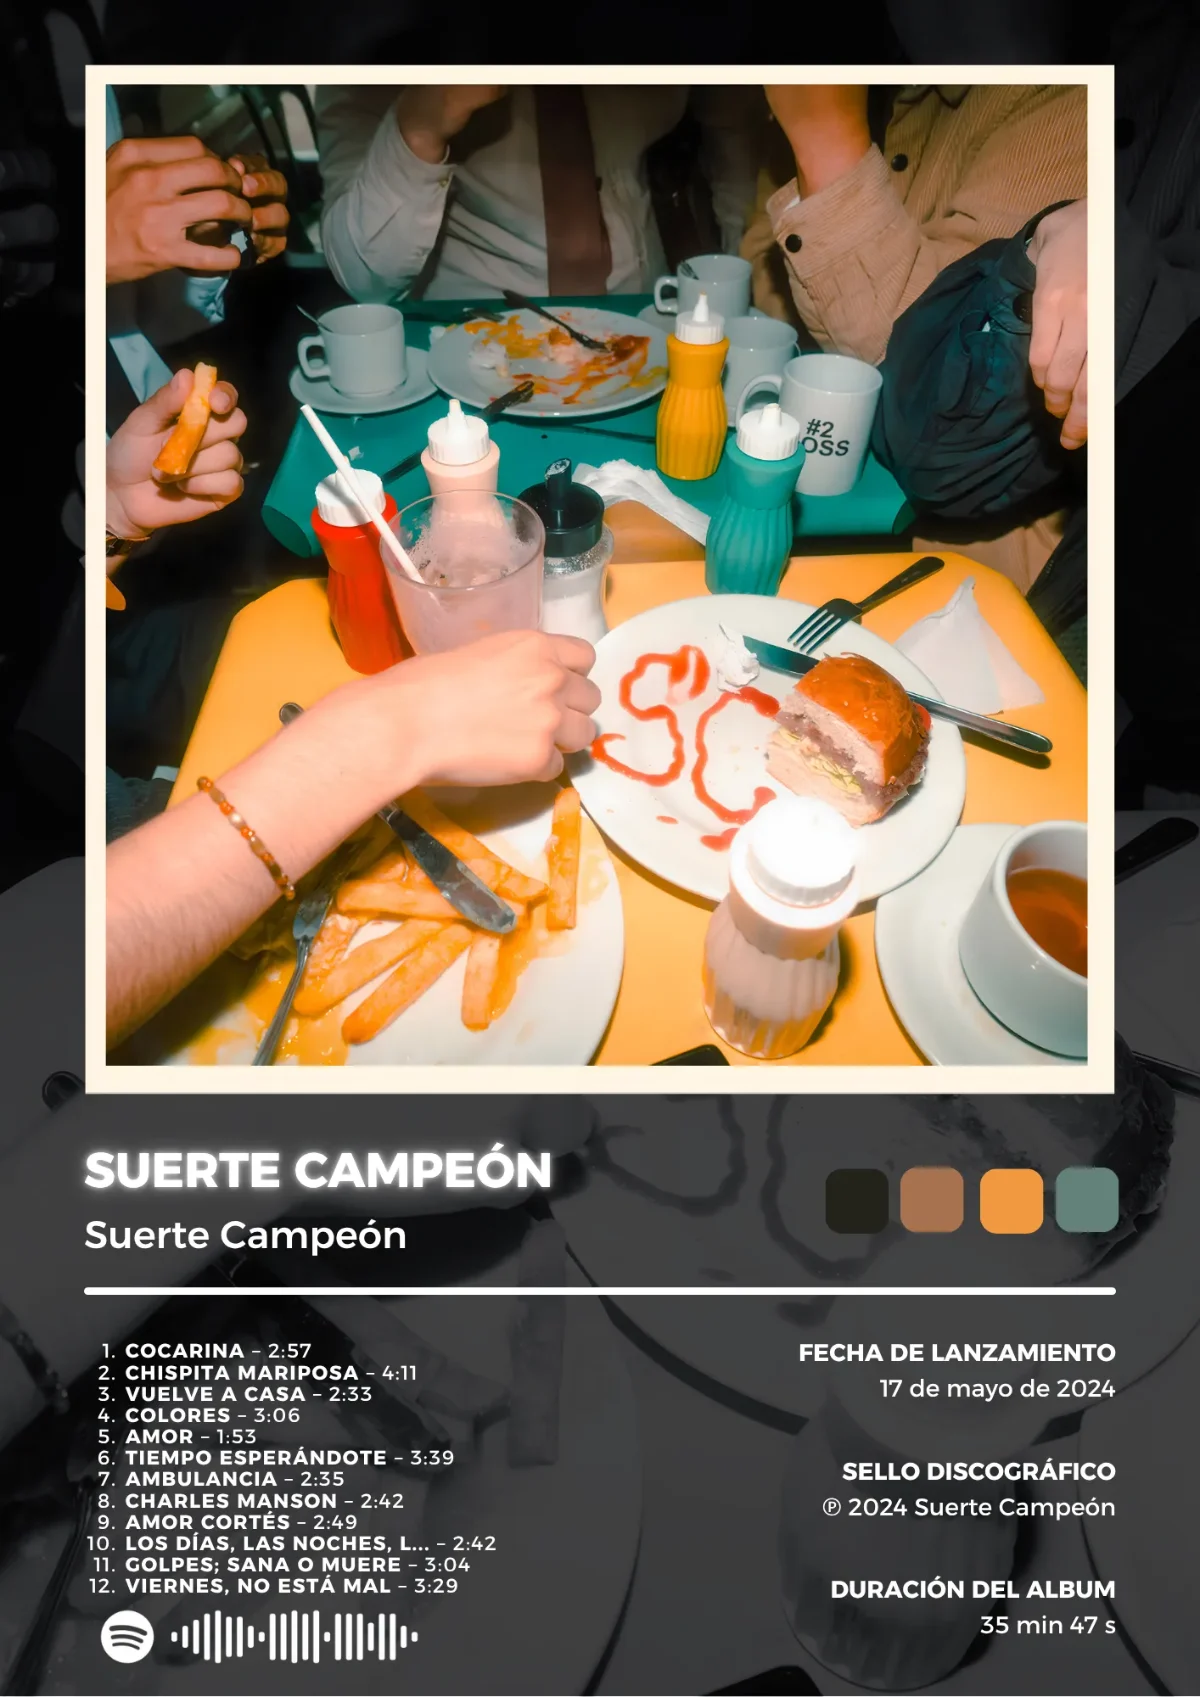 #2
OSS
SC
SUERTE CAMPEÓN
Suerte Campeón
1. COCARINA – 2:57
2. CHISPITA MARIPOSA – 4:11
3. VUELVE A CASA – 2:33
4. COLORES – 3:06
5. AMOR – 1:53
6. TIEMPO ESPERÁNDOTE – 3:39
7. AMBULANCIA – 2:35
8. CHARLES MANSON – 2:42
9. AMOR CORTÉS – 2:49
10. LOS DÍAS, LAS NOCHES, L... – 2:42
11. GOLPES; SANA O MUERE – 3:04
12. VIERNES, NO ESTÁ MAL – 3:29
FECHA DE LANZAMIENTO
17 de mayo de 2024
SELLO DISCOGRÁFICO
℗ 2024 Suerte Campeón
DURACIÓN DEL ALBUM
35 min 47 s